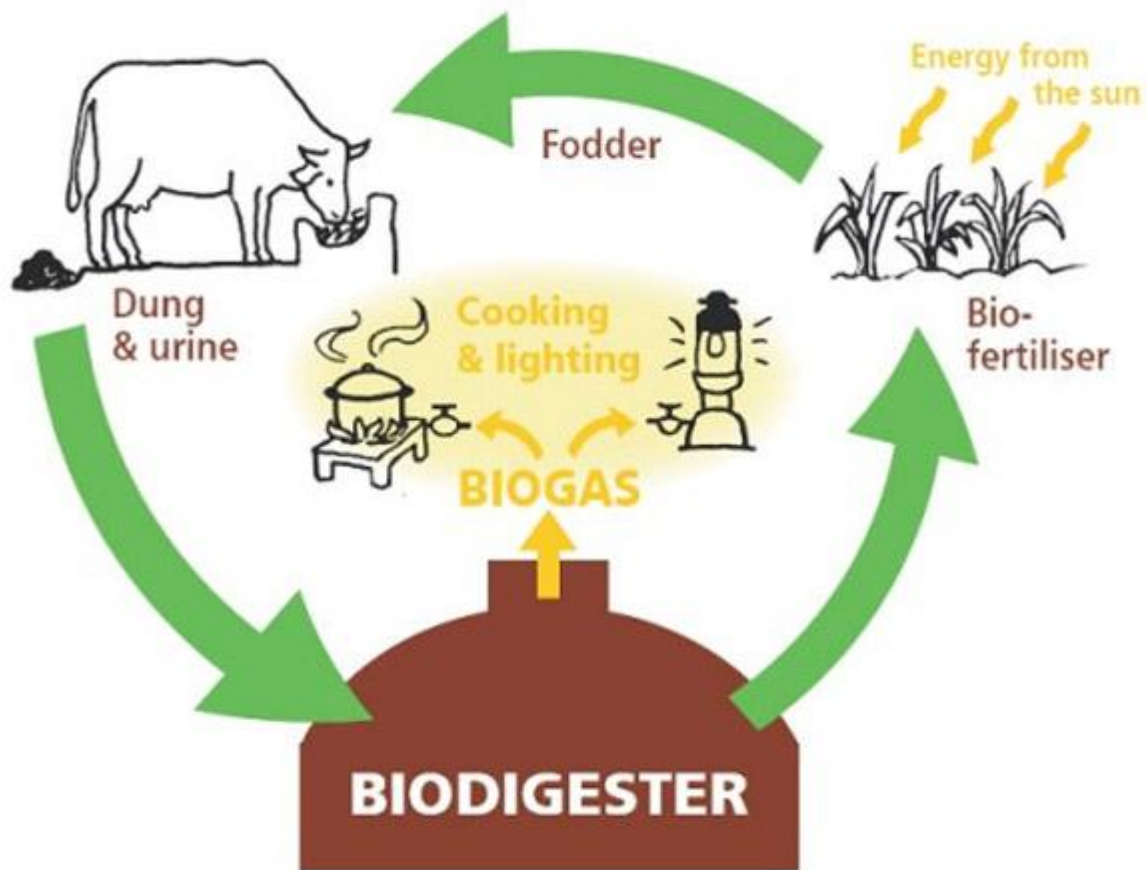 Energy from
the sun
Fodder
Dung
& urine
Cooking
& lighting
Bio-
fertiliser
BIOGAS
BIODIGESTER